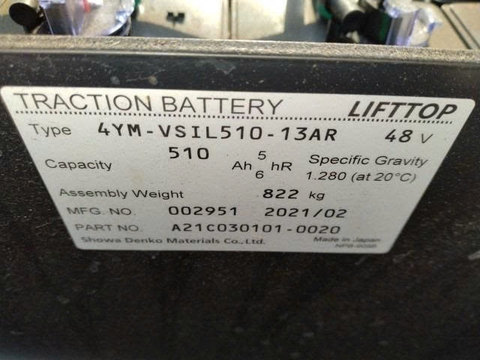 TRACTION BATTERY LIFTTOP
Type 4YM-VSIL510-13AR 48 V
Capacity 510 Ah 5 6 hR Specific Gravity
1.280 (at 20°C)
Assembly Weight 822 kg
MFG. NO. 002951 2021/02
PART NO. A21C030101-0020
Showa Denko Materials Co., Ltd. Made in Japan